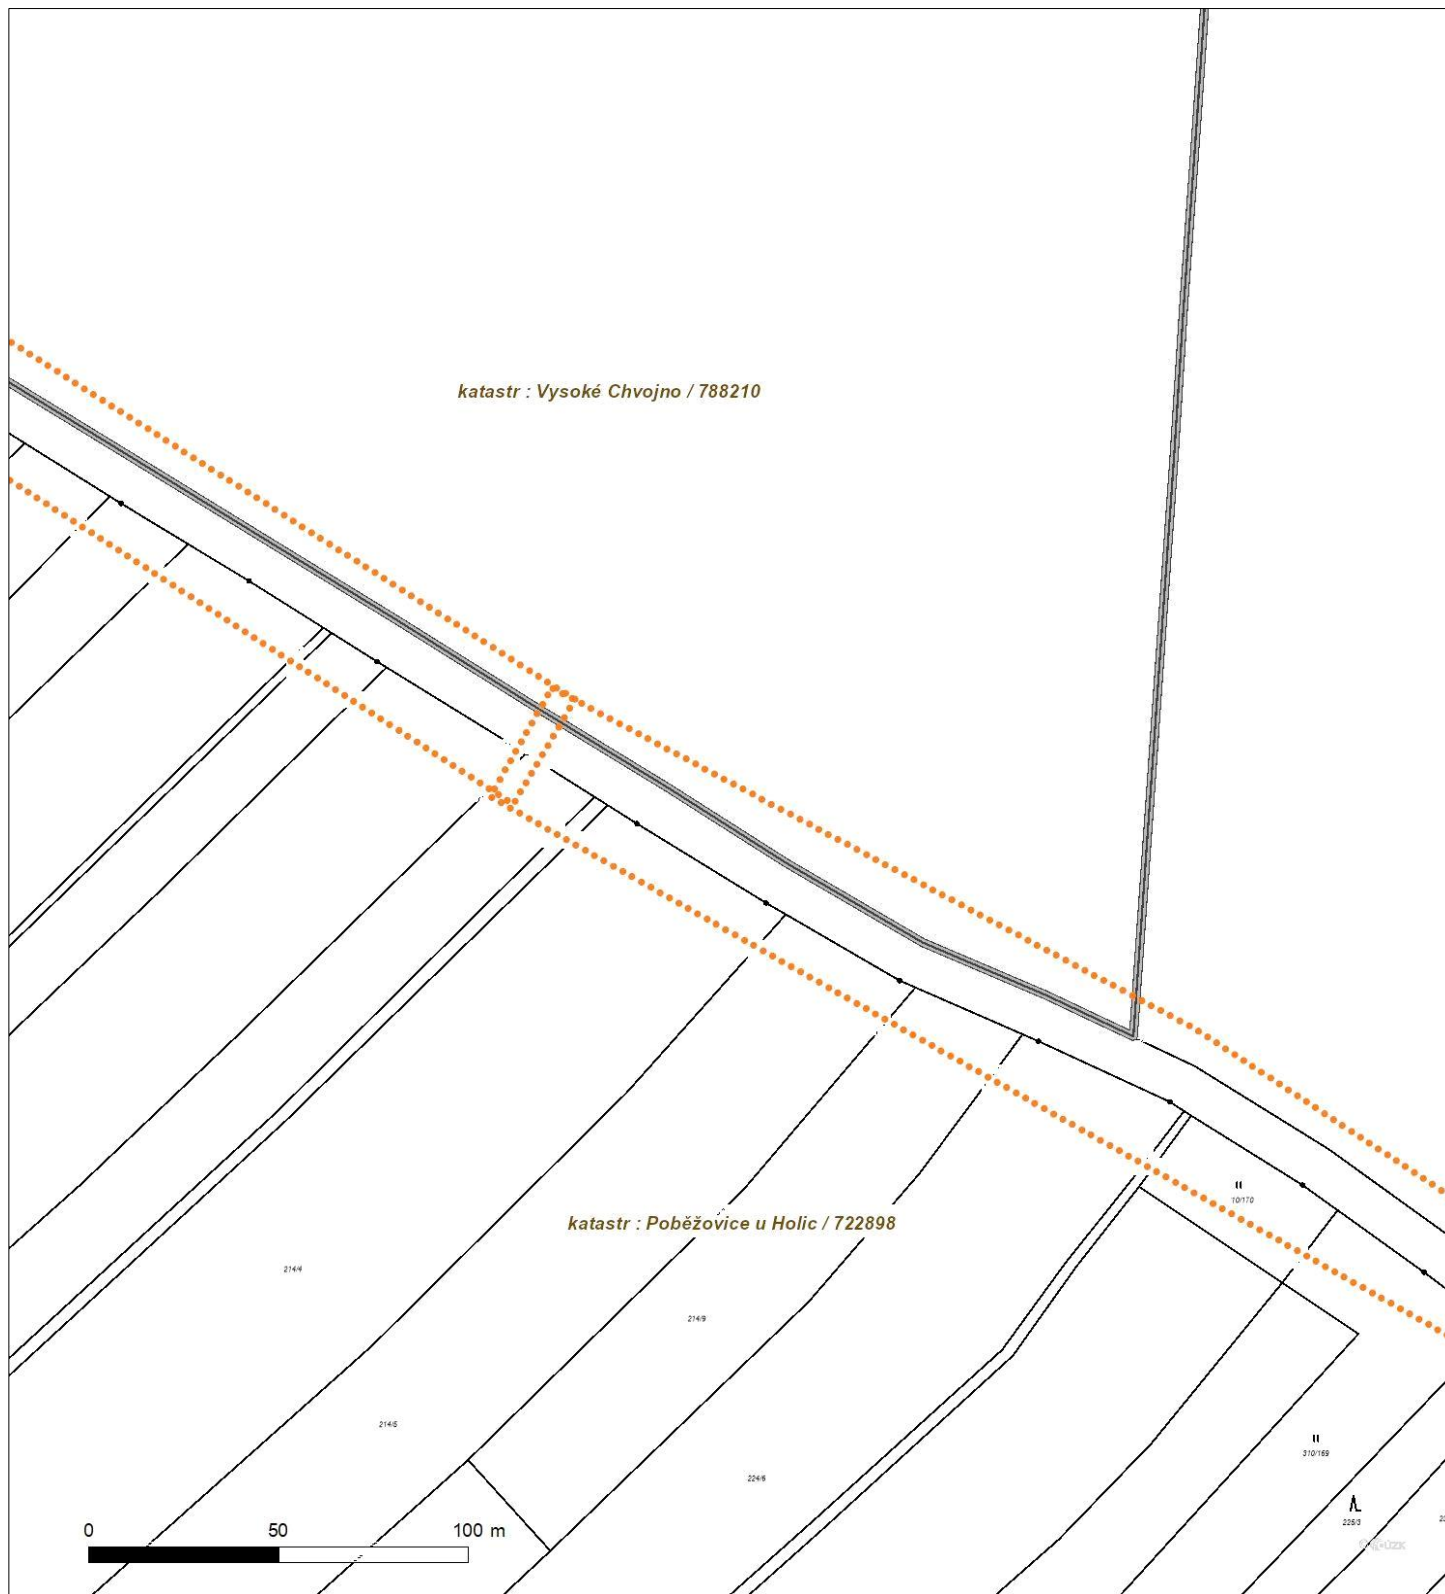 katastr : Vysoké Chvojno / 788210
10/170
katastr : Poběžovice u Holic / 722898
214/4
214/9
214/5
310/169
224/6
225/3
0 50 100 m